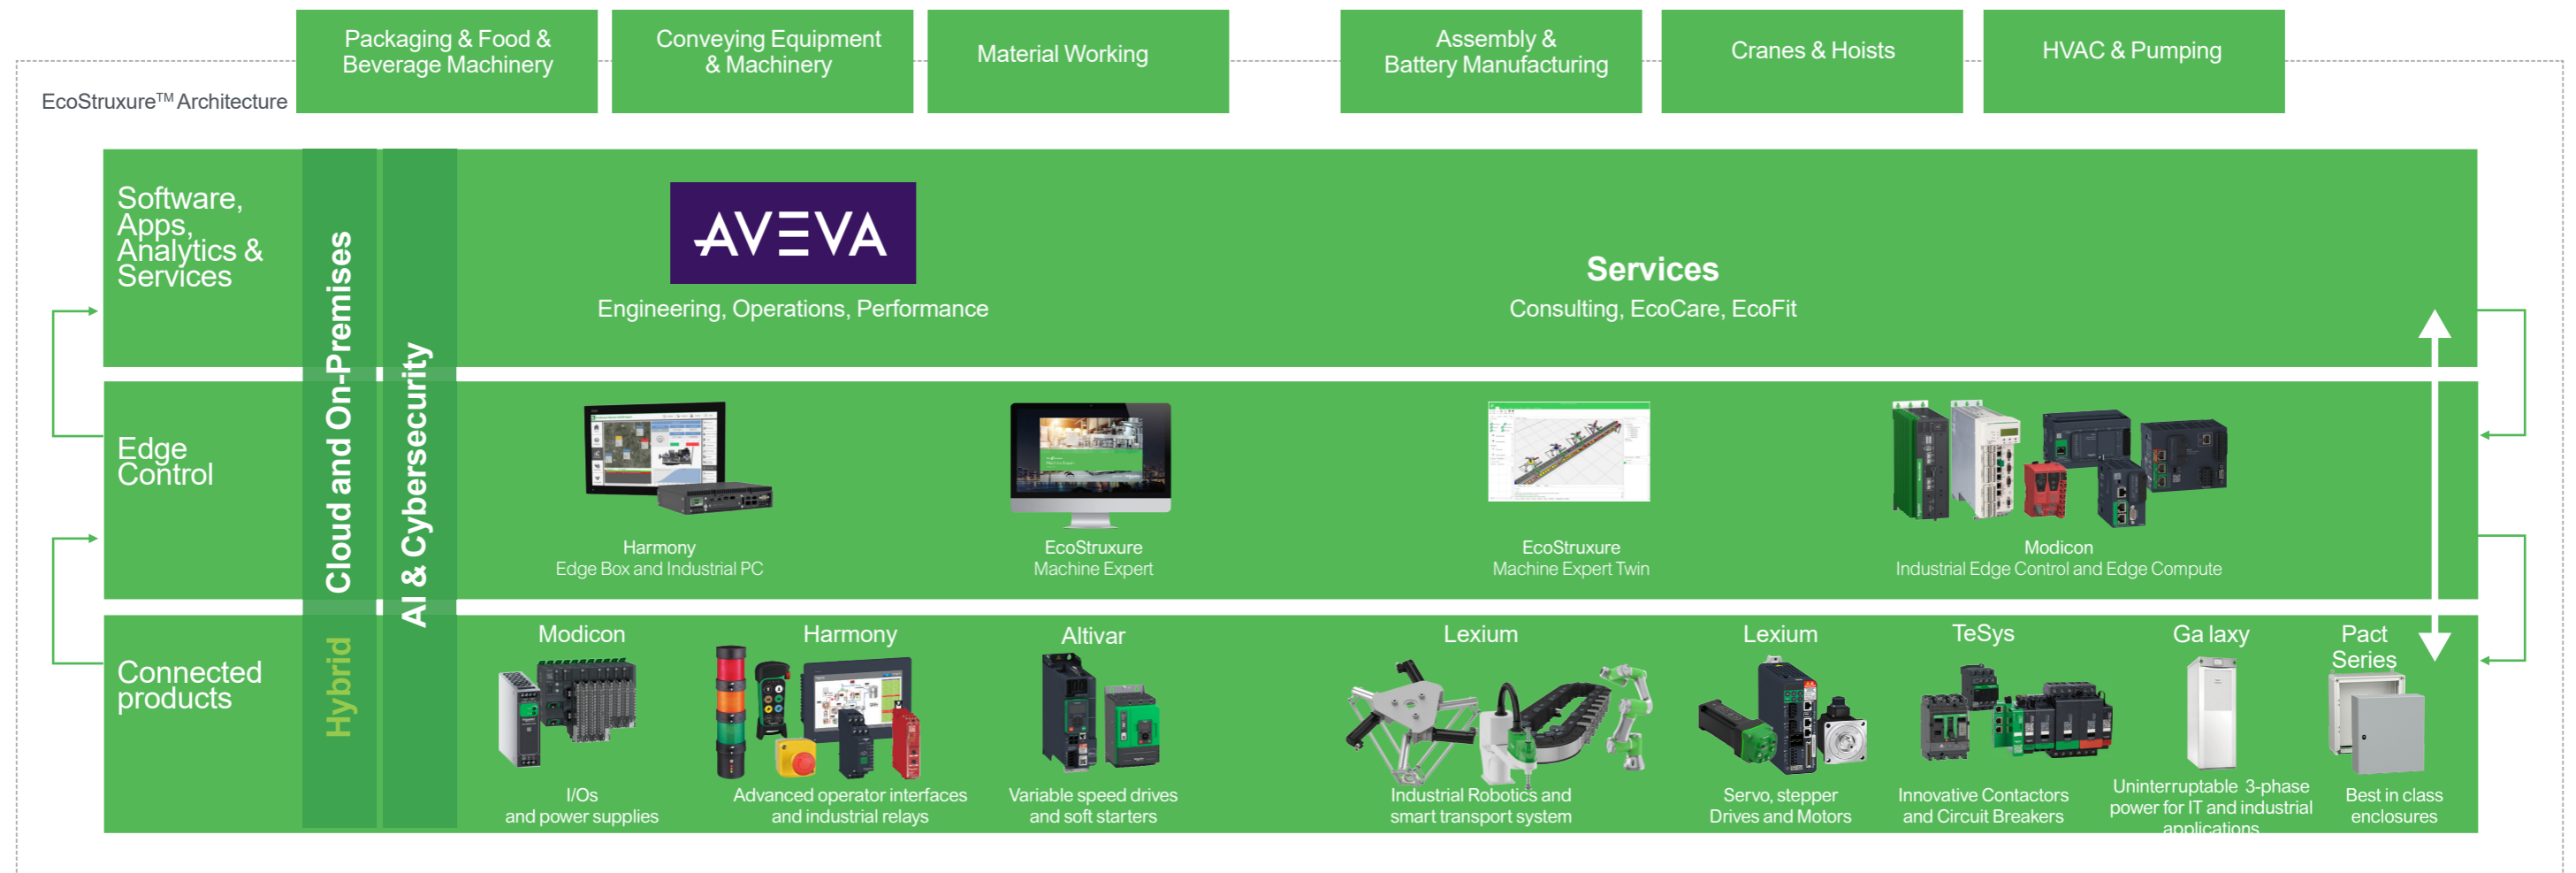 Packaging & Food &
Beverage Machinery
Conveying Equipment
& Machinery
Material Working
Assembly &
Battery Manufacturing
Cranes & Hoists
HVAC & Pumping
EcoStruxure™ Architecture
Software,
Apps,
Analytics &
Services
Hybrid Cloud and On-Premises
AI & Cybersecurity
AVEVA
Engineering, Operations, Performance
Services
Consulting, EcoCare, EcoFit
Edge
Control
Harmony
Edge Box and Industrial PC
EcoStruxure
Machine Expert
EcoStruxure
Machine Expert Twin
Modicon
Industrial Edge Control and Edge Compute
Connected
products
Modicon
I/Os
and power supplies
Harmony
Advanced operator interfaces
and industrial relays
Altivar
Variable speed drives
and soft starters
Lexium
Industrial Robotics and
smart transport system
Lexium
Servo, stepper
Drives and Motors
TeSys
Innovative Contactors
and Circuit Breakers
Ga laxy
Uninterruptable 3-phase
power for IT and industrial
applications
Pact
Series
Best in class
enclosures